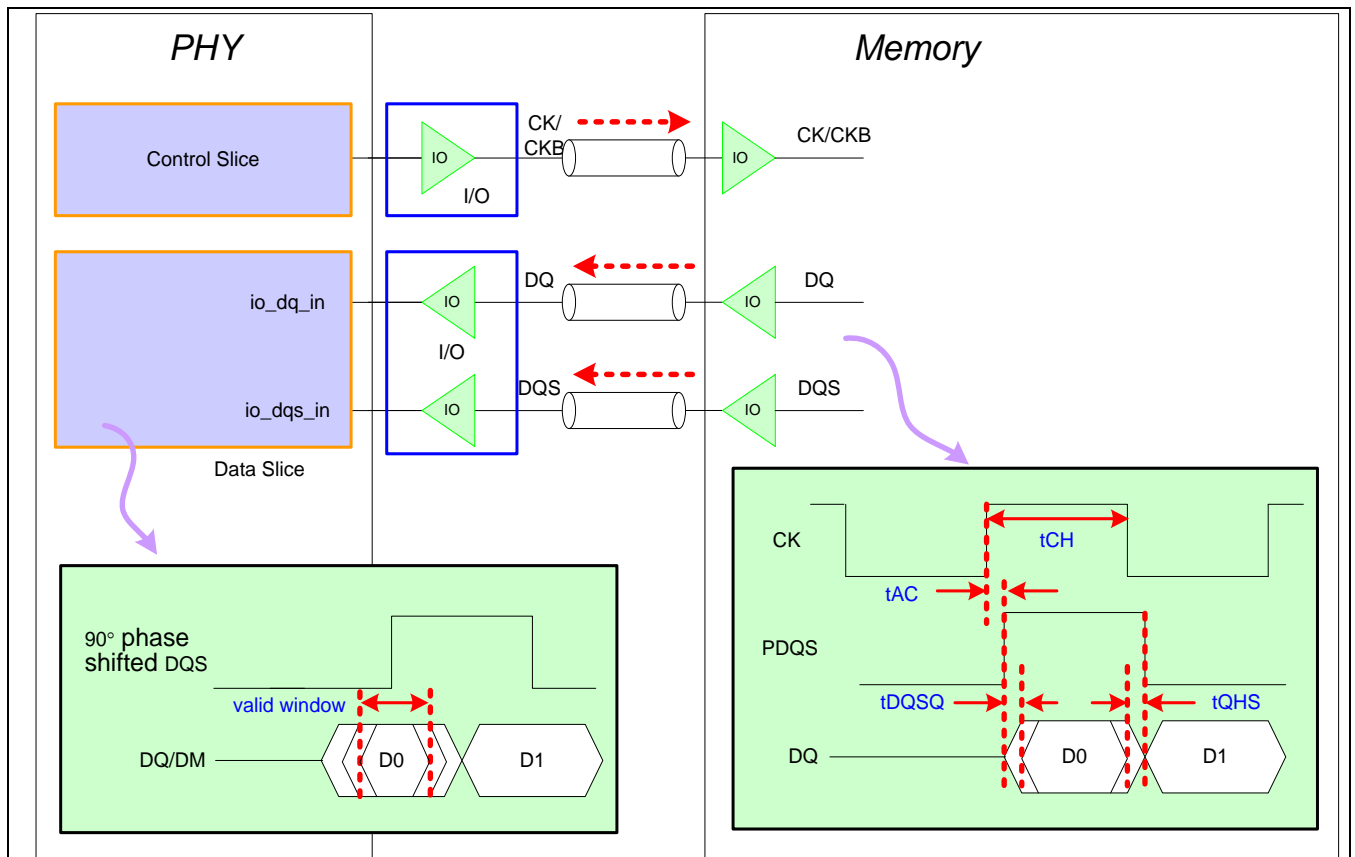 PHY
Memory
Control Slice
IO
I/O
CK/
CKB
IO
CK/CKB
io_dq_in
IO
DQ
IO
DQ
I/O
io_dqs_in
IO
DQS
IO
DQS
Data Slice
90° phase
shifted DQS
valid window
DQ/DM
D0
D1
CK
tCH
tAC
PDQS
tDQSQ
tQHS
DQ
D0
D1